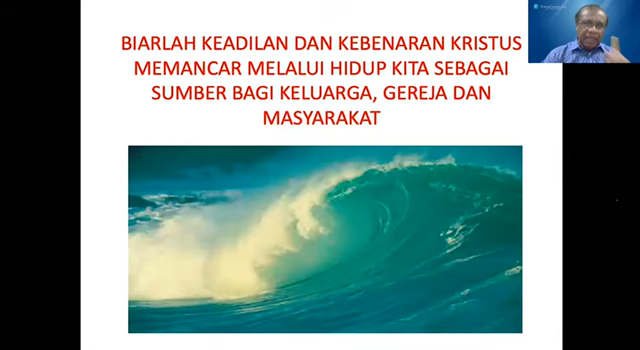 BIARLAH KEADILAN DAN KEBENARAN KRISTUS
MEMANCAR MELALUI HIDUP KITA SEBAGAI
SUMBER BAGI KELUARGA, GEREJA DAN
MASYARAKAT